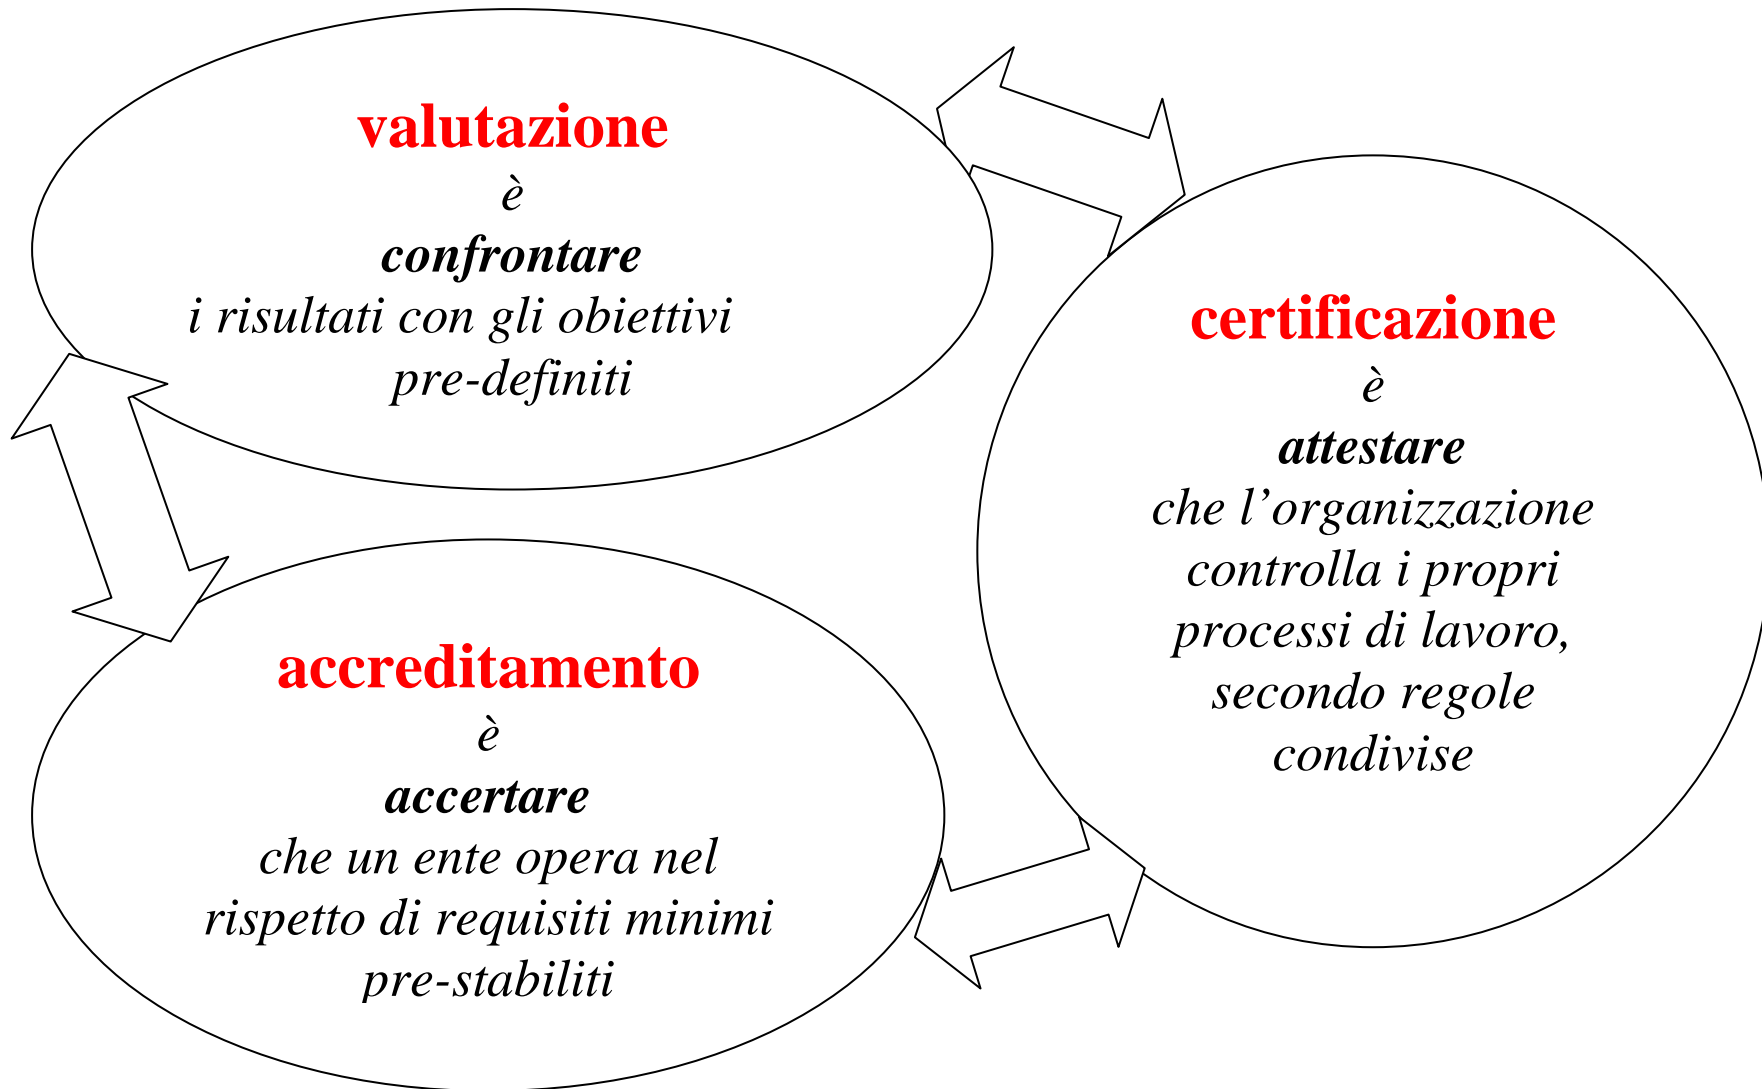 valutazione
è
confrontare
i risultati con gli obiettivi
pre-definiti
certificazione
è
attestare
che l’organizzazione
controlla i propri
processi di lavoro,
secondo regole
condivise
accreditamento
è
accertare
che un ente opera nel
rispetto di requisiti minimi
pre-stabiliti